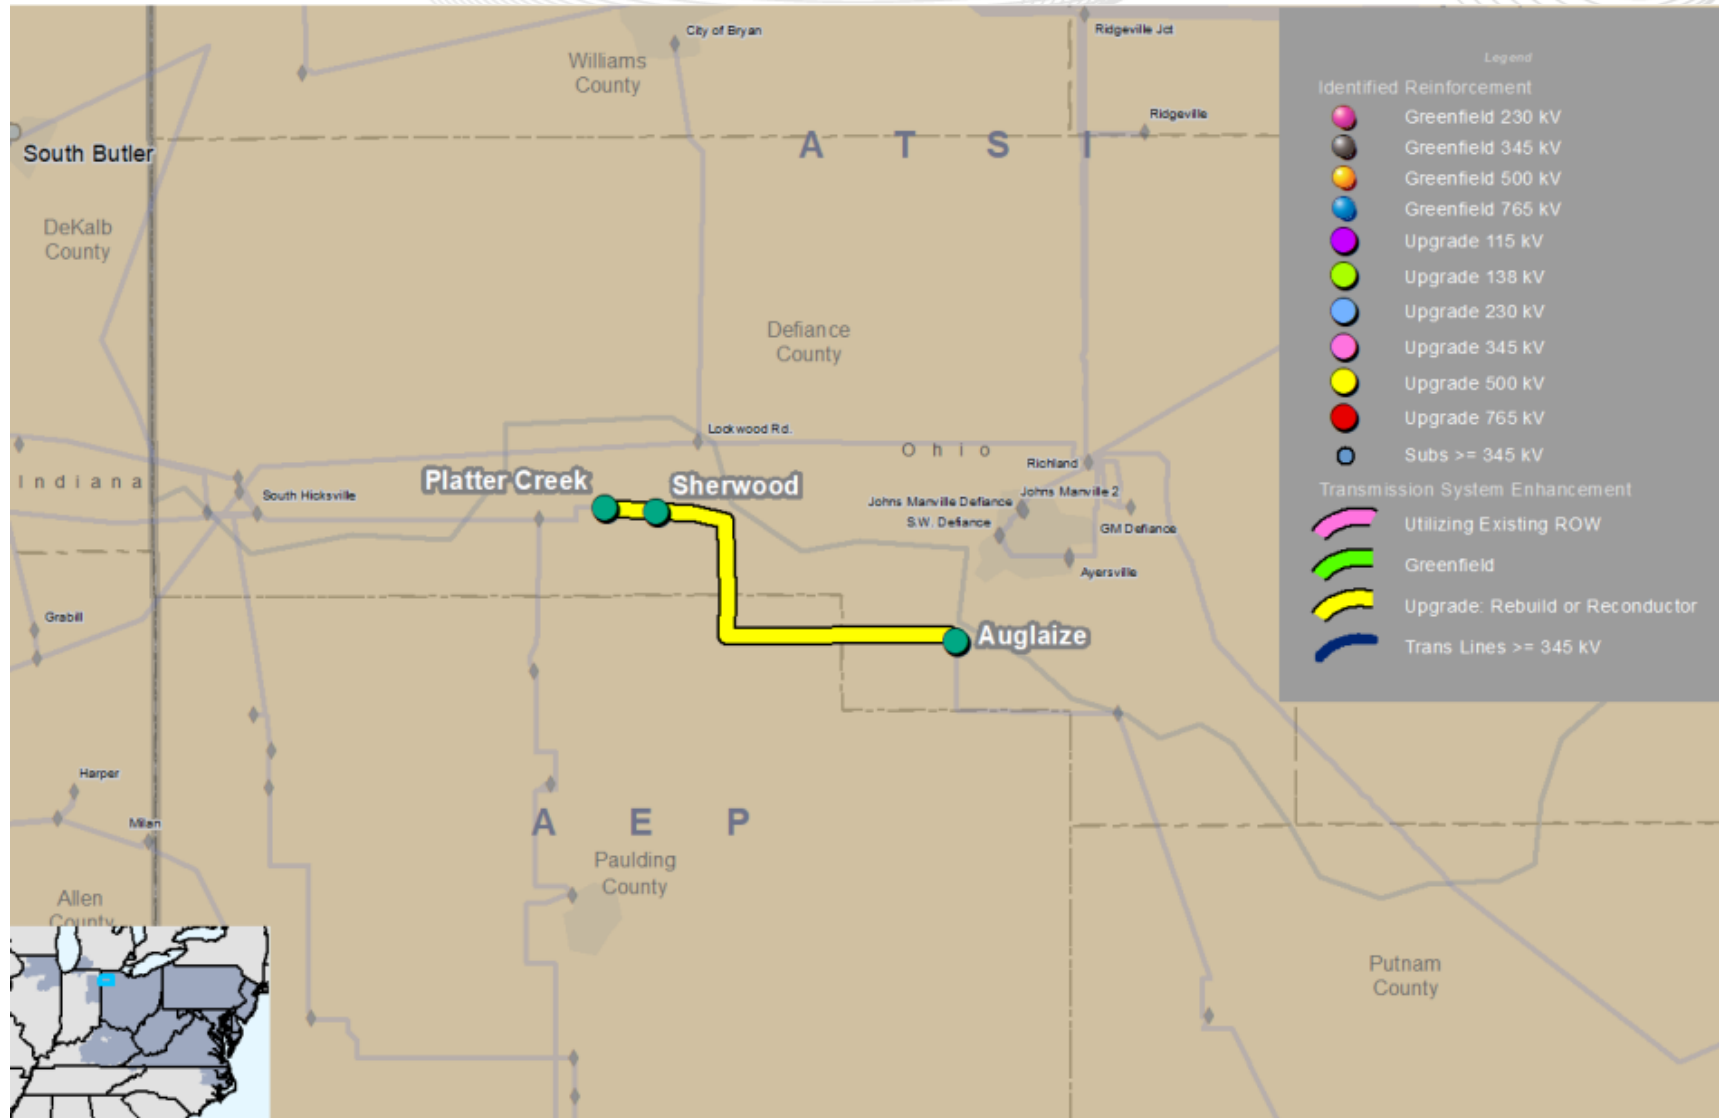 City of Bryan
Ridgeville Jct
Williams
County
Ridgeville
A T S I
South Butler
DeKalb
County
Defiance
County
Lockwood Rd.
Ohio
Richland
Indiana
Platter Creek
Sherwood
South Hicksville
Johns Manville 2
Johns Manville Defiance
S.W. Defiance
GM Defiance
Ayersville
Grabill
Auglaize
Harper
Milan
A E P
Paulding
County
Allen
County
Putnam
County
Legend
Identified Reinforcement
Greenfield 230 kV
Greenfield 345 kV
Greenfield 500 kV
Greenfield 765 kV
Upgrade 115 kV
Upgrade 138 kV
Upgrade 230 kV
Upgrade 345 kV
Upgrade 500 kV
Upgrade 765 kV
Subs >= 345 kV
Transmission System Enhancement
Utilizing Existing ROW
Greenfield
Upgrade: Rebuild or Reconductor
Trans Lines >= 345 kV